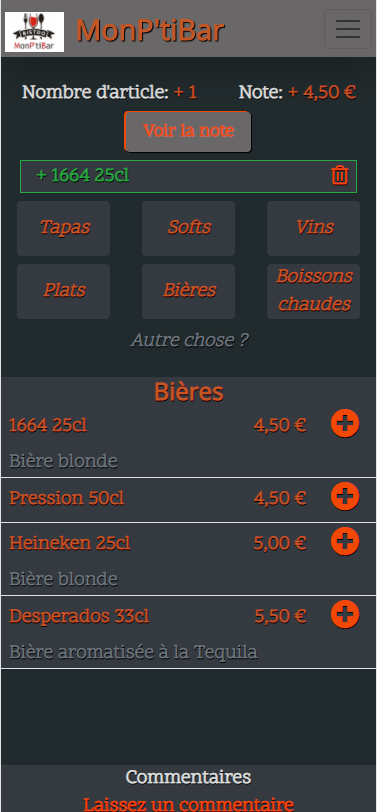 BISTRO
MonP'tiBar
MonP'tiBar
Nombre d'article: + 1 Note: + 4,50 €
Voir la note
+ 1664 25cl
Tapas Softs Vins
Plats Bières Boissons chaudes
Autre chose ?
Bières
1664 25cl 4,50 €
Bière blonde
Pression 50cl 4,50 €
Heineken 25cl 5,00 €
Bière blonde
Desperados 33cl 5,50 €
Bière aromatisée à la Tequila
Commentaires
Laissez un commentaire